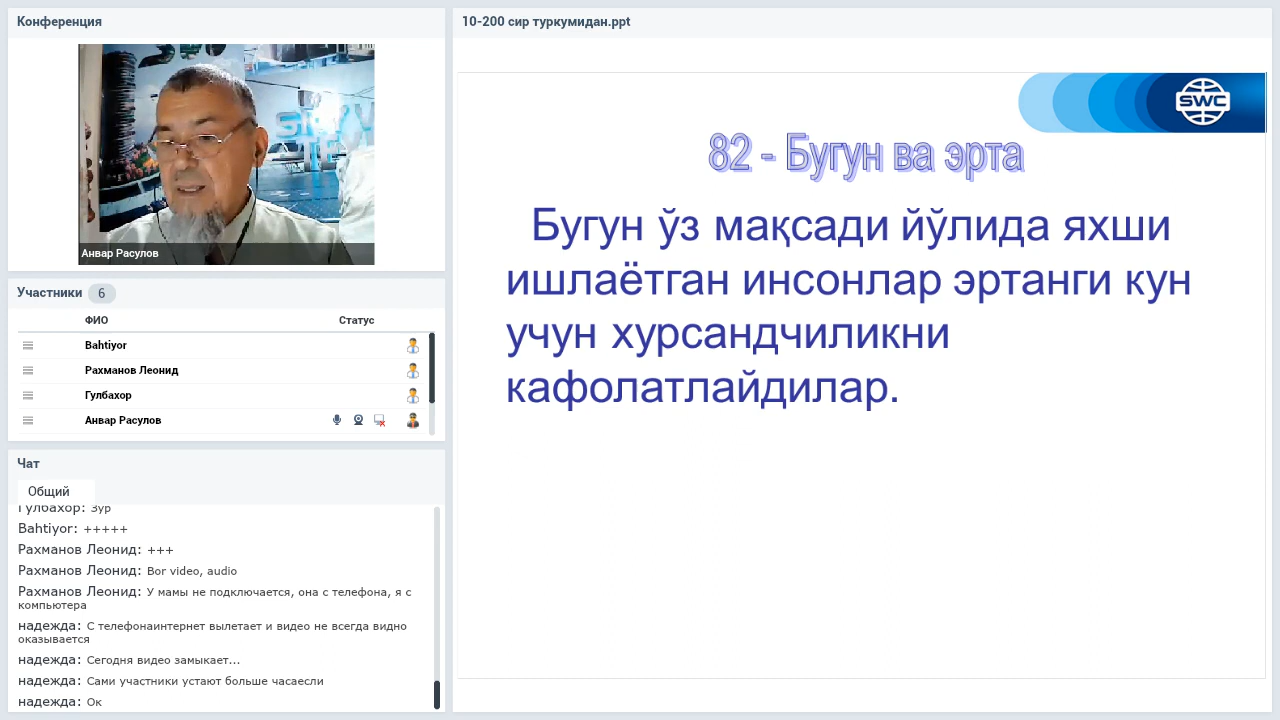 Конференция
Анвар Расулов
Участники 6
ФИО Статус
Bahtiyor
Рахманов Леонид
Гулбахор
Анвар Расулов
Чат
Общий
Гулбахор: Зур
Bahtiyor: +++++
Рахманов Леонид: +++
Рахманов Леонид: Bor video, audio
Рахманов Леонид: У мамы не подключается, она с телефона, я с
компьютера
надежда: С телефонаинтернет вылетает и видео не всегда видно
оказывается
надежда: Сегодня видео замыкает...
надежда: Сами участники устают больше часаесли
надежда: Ок
10-200 сир туркумидан.ppt
SWC
82 - Бугун ва эрта
Бугун ўз мақсади йўлида яхши
ишлаётган инсонлар эртанги кун
учун хурсандчиликни
кафолатлайдилар.